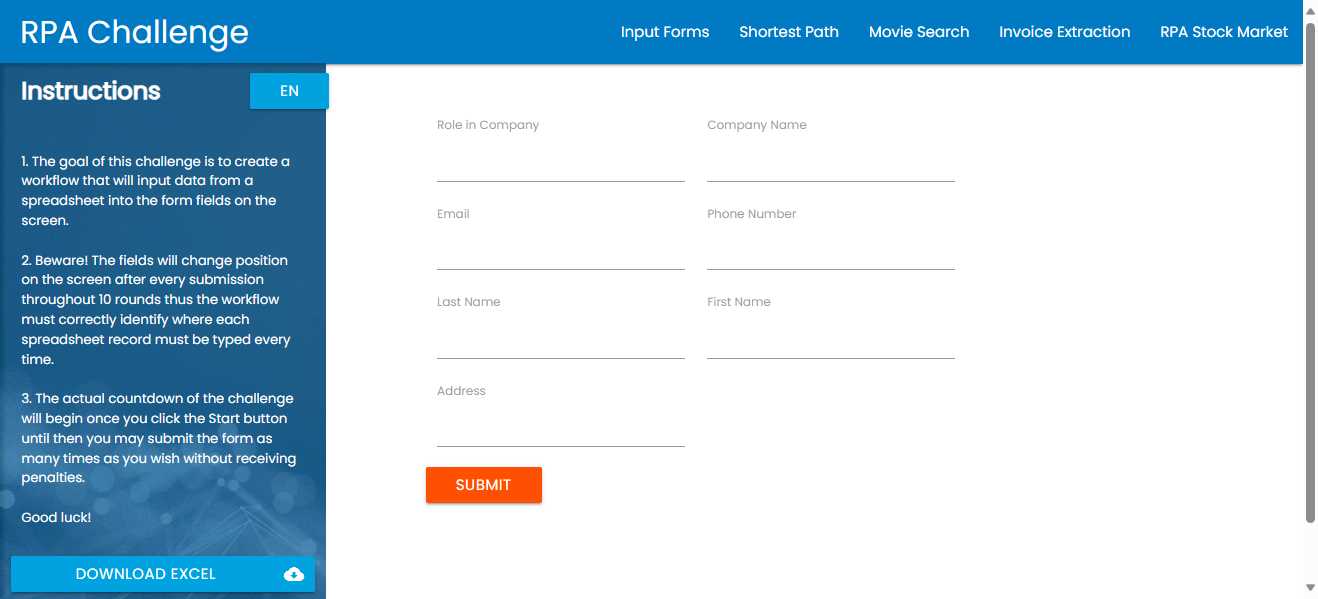 RPA Challenge
Input Forms
Shortest Path
Movie Search
Invoice Extraction
RPA Stock Market
Instructions
EN
1. The goal of this challenge is to create a
workflow that will input data from a
spreadsheet into the form fields on the
screen.
2. Beware! The fields will change position
on the screen after every submission
throughout 10 rounds thus the workflow
must correctly identify where each
spreadsheet record must be typed every
time.
3. The actual countdown of the challenge
will begin once you click the Start button
until then you may submit the form as
many times as you wish without receiving
penalties.
Good luck!
DOWNLOAD EXCEL
Role in Company
Company Name
Email
Phone Number
Last Name
First Name
Address
SUBMIT